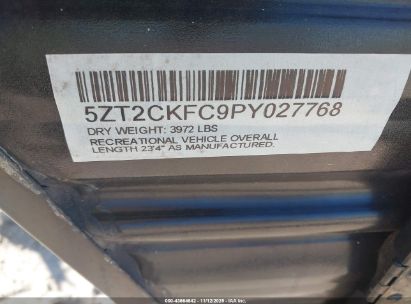 5ZT2CKFC9PY027768
DRY WEIGHT: 3972 LBS
RECREATIONAL VEHICLE OVERALL
LENGTH 23'4" AS MANUFACTURED.